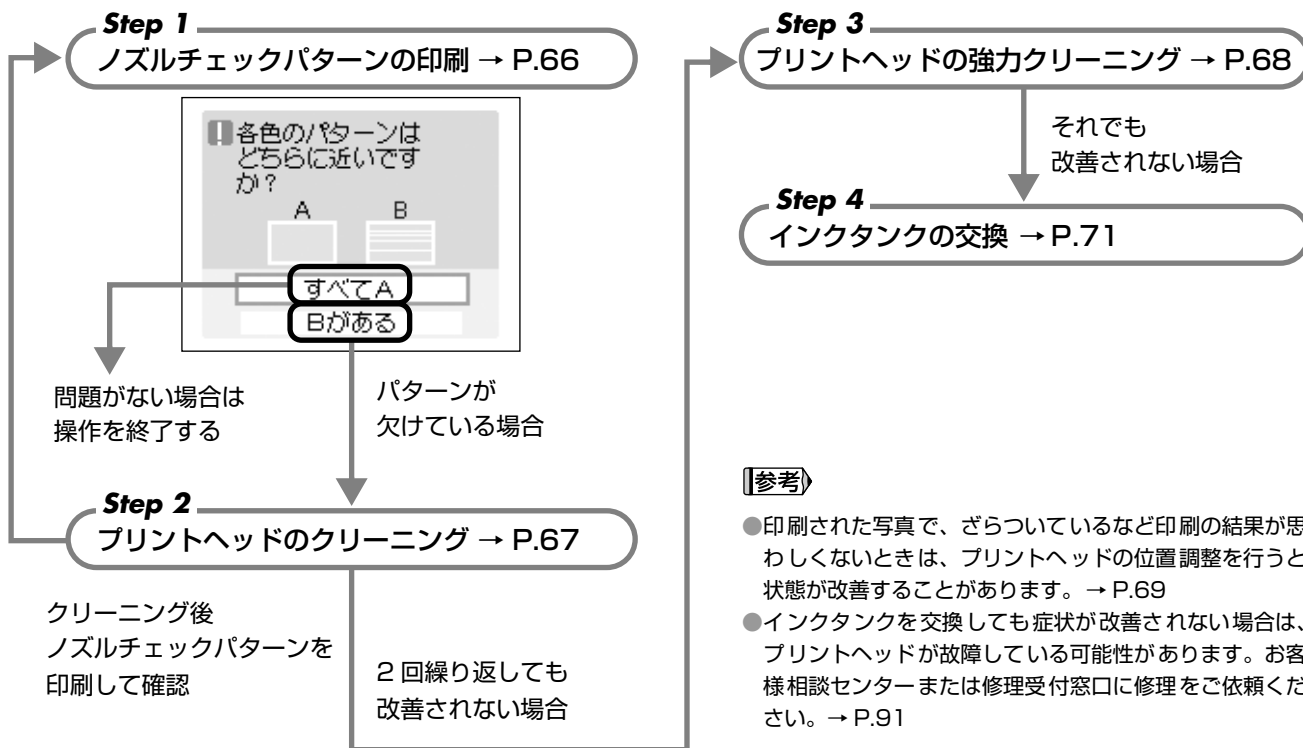 Step 1
ノズルチェックパターンの印刷 → P.66
各色のパターンは
どちらに近いです
か？
A B
すべてA
Bがある
問題がない場合は
操作を終了する
パターンが
欠けている場合
Step 2
プリントヘッドのクリーニング → P.67
クリーニング後
ノズルチェックパターンを
印刷して確認
2 回繰り返しても
改善されない場合
Step 3
プリントヘッドの強力クリーニング → P.68
それでも
改善されない場合
Step 4
インクタンクの交換 → P.71
参考
●印刷された写真で、ざらついているなど印刷の結果が思
わしくないときは、プリントヘッドの位置調整を行うと
状態が改善することがあります。→ P.69
●インクタンクを交換しても症状が改善されない場合は、
プリントヘッドが故障している可能性があります。お客
様相談センターまたは修理受付窓口に修理をご依頼くだ
さい。→ P.91